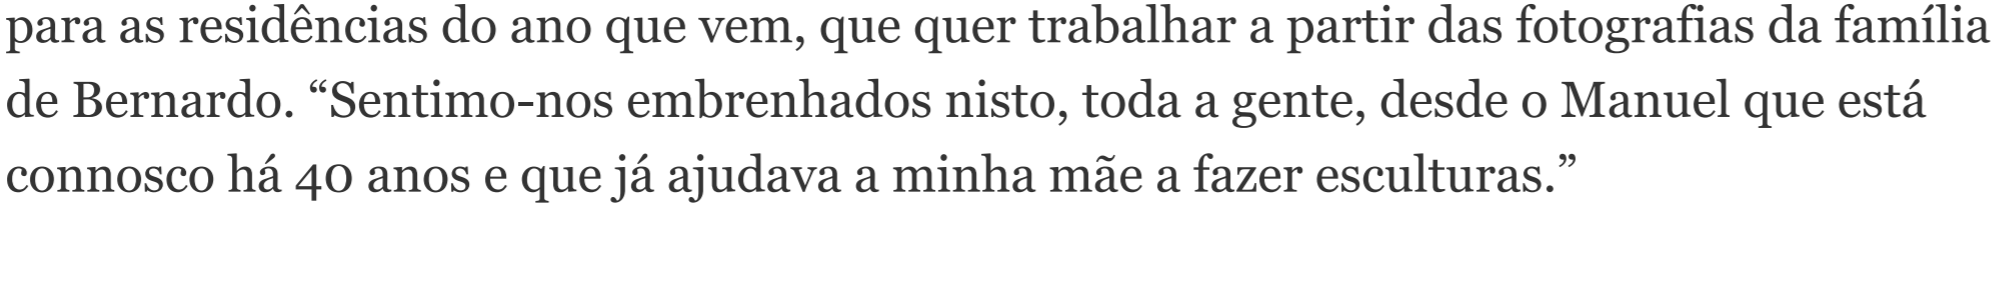 para as residências do ano que vem, que quer trabalhar a partir das fotografias da família
de Bernardo. “Sentimo-nos embrenhados nisto, toda a gente, desde o Manuel que está
connosco há 40 anos e que já ajudava a minha mãe a fazer esculturas.”